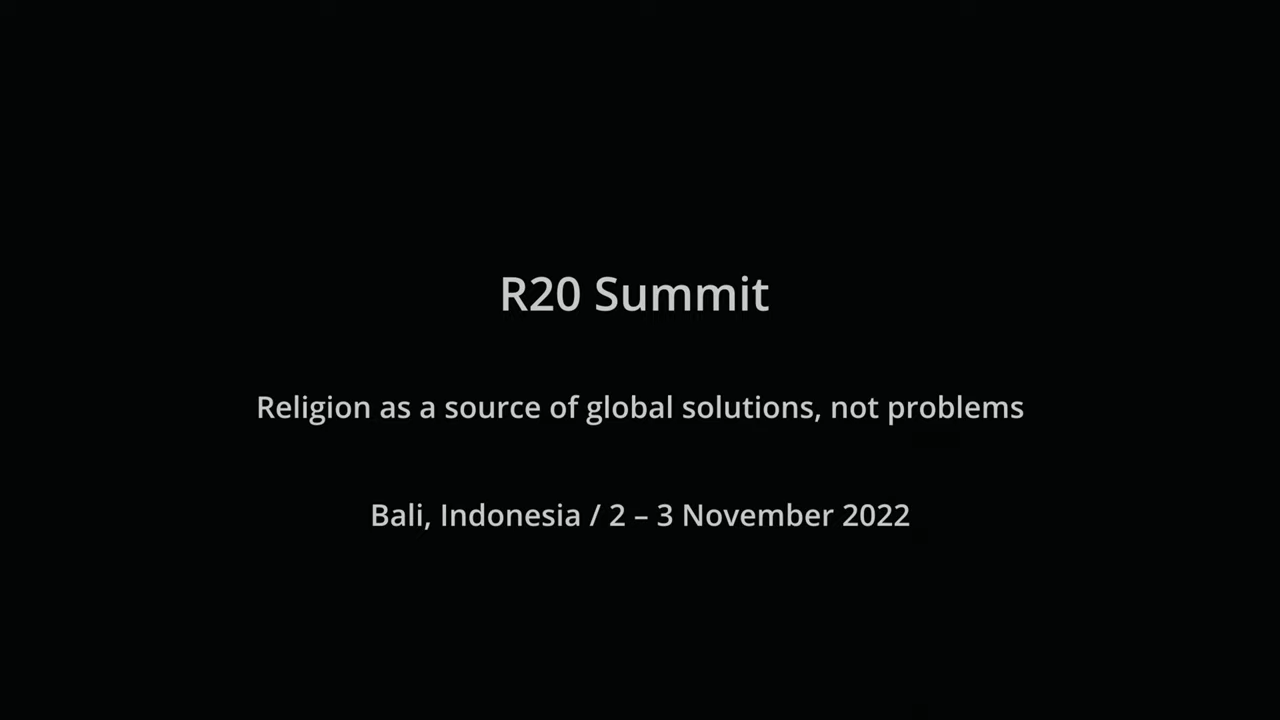 R20 Summit
Religion as a source of global solutions, not problems
Bali, Indonesia / 2 – 3 November 2022